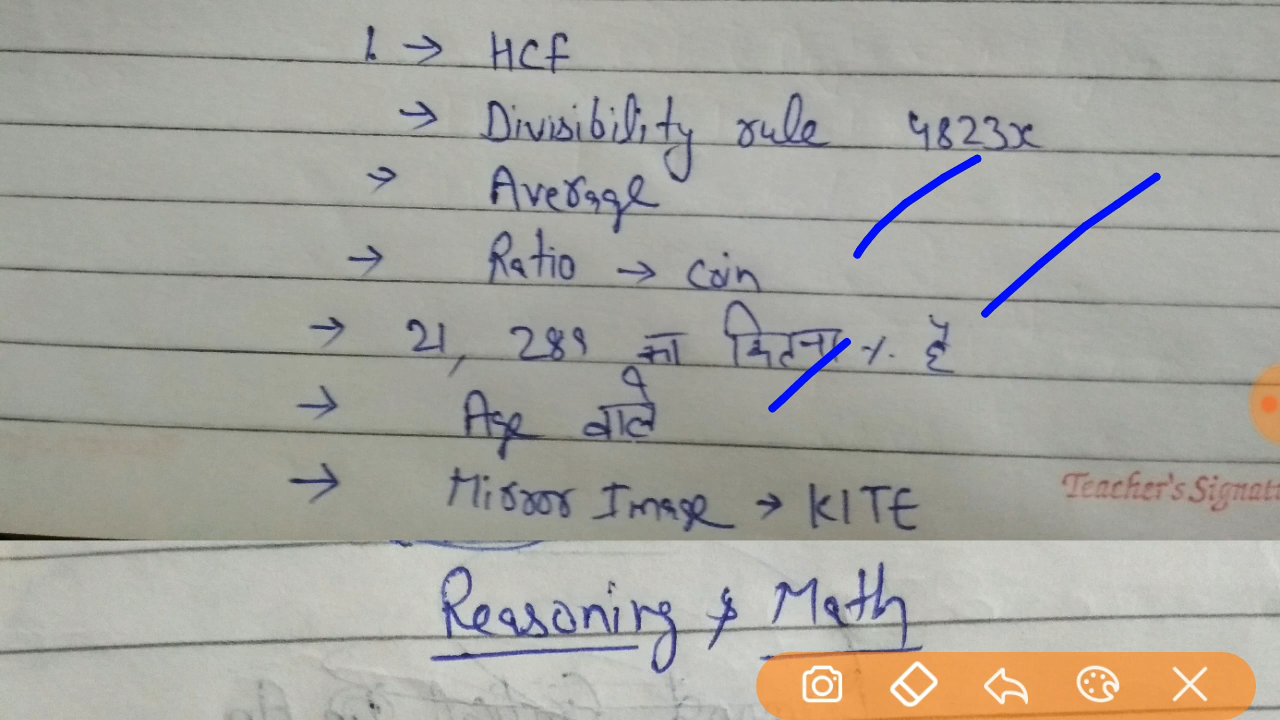 1. → HCF
→ Divisibility rule 4823x
→ Average
→ Ratio → coin
→ 21, 289 का कितना % है
→ Age वाले
→ Mirror Image → KITE
Teacher's Signat
Reasoning & Math